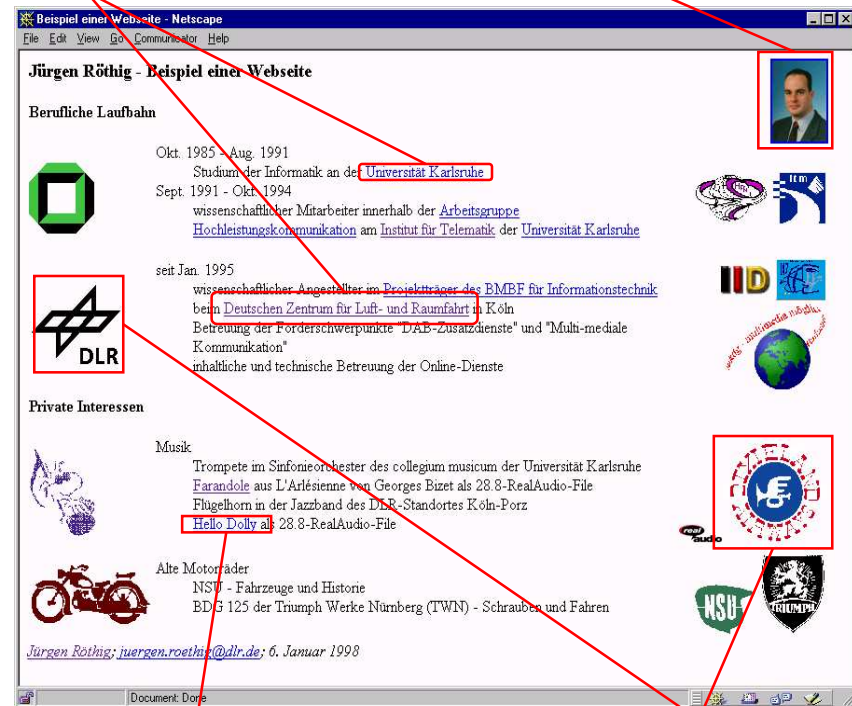 Beispiel einer Webseite - Netscape
File Edit View Go Communicator Help
Jürgen Röthig - Beispiel einer Webseite
Berufliche Laufbahn
Okt. 1985 - Aug. 1991
Studium der Informatik an der Universität Karlsruhe
Sept. 1991 - Okt. 1994
wissenschaftlicher Mitarbeiter innerhalb der Arbeitsgruppe
Hochleistungskommunikation am Institut für Telematik der Universität Karlsruhe
itm
seit Jan. 1995
wissenschaftlicher Angestellter im Projektträger des BMBF für Informationstechnik
beim Deutschen Zentrum für Luft- und Raumfahrt in Köln
Betreuung der Förderschwerpunkte "DAB-Zusatzdienste" und "Multi-mediale
Kommunikation"
inhaltliche und technische Betreuung der Online-Dienste
DLR
IID
Private Interessen
Musik
Trompete im Sinfonieorchester des collegium musicum der Universität Karlsruhe
Farandole aus L'Arlésienne von Georges Bizet als 28.8-RealAudio-File
Flügelhorn in der Jazzband des DLR-Standortes Köln-Porz
Hello Dolly als 28.8-RealAudio-File
real
audio
Alte Motorräder
NSU - Fahrzeuge und Historie
BDG 125 der Triumph Werke Nürnberg (TWN) - Schrauben und Fahren
NSU
TRIUMPH
Jürgen Röthig; juergen.roethig@dlr.de; 6. Januar 1998
Document: Done